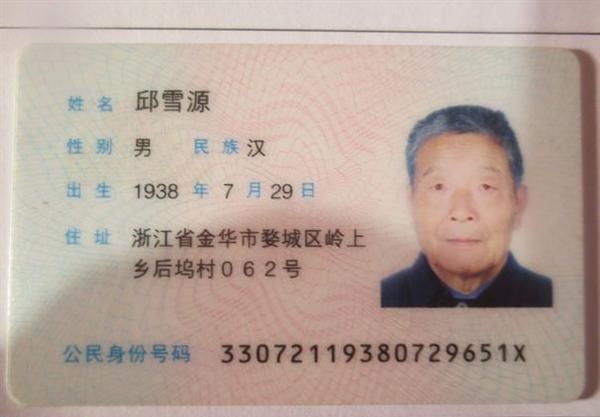 姓名 邱雪源
性别 男 民族 汉
出生 1938 年 7 月 29 日
住址 浙江省金华市婺城区岭上
乡后坞村062号
公民身份号码 33072119380729651X